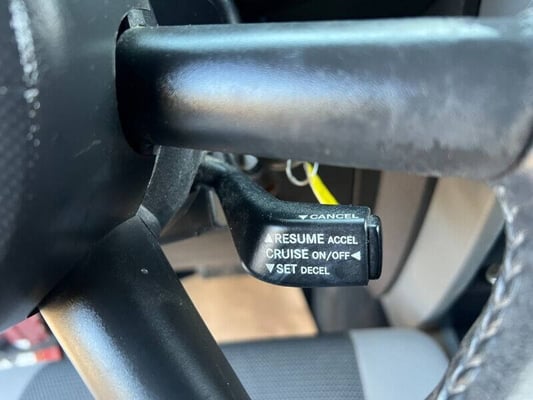 ▼CANCEL
▲RESUME ACCEL
CRUISE ON/OFF◀
▼SET DECEL